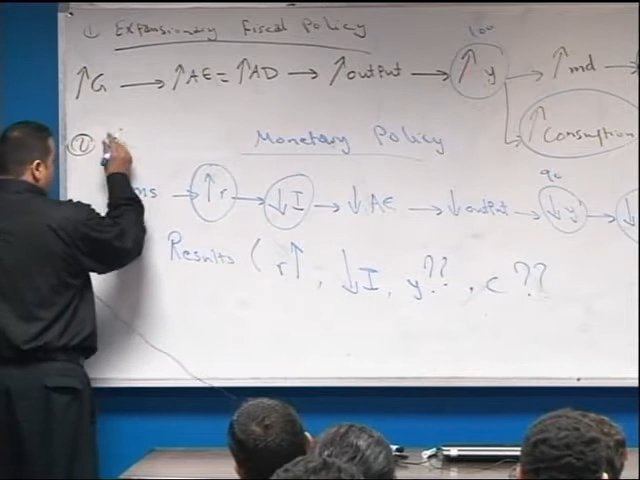 ① Expansionary Fiscal Policy
100
↑G → ↑AE = ↑AD → ↑output → ↑y → ↑md →
↑Consumption
② Monetary Policy
90
ms → ↑r → ↓I → ↓AE → ↓output → ↓y → ↓
Results ( r↑ , ↓I , y?? , c ??